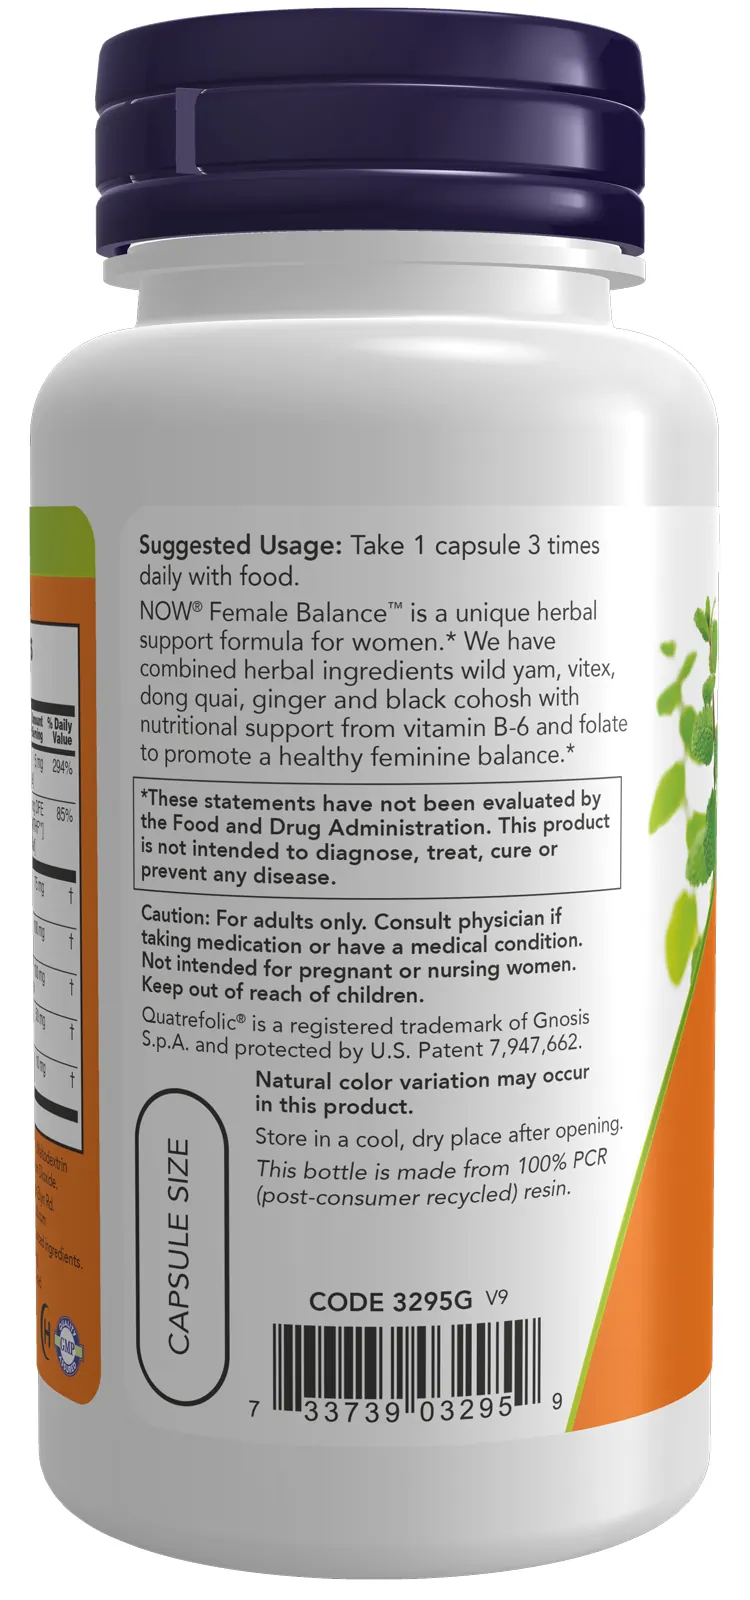 Suggested Usage: Take 1 capsule 3 times
daily with food.
NOW® Female Balance™ is a unique herbal
support formula for women.* We have
combined herbal ingredients wild yam, vitex,
dong quai, ginger and black cohosh with
nutritional support from vitamin B-6 and folate
to promote a healthy feminine balance.*
*These statements have not been evaluated by
the Food and Drug Administration. This product
is not intended to diagnose, treat, cure or
prevent any disease.
Caution: For adults only. Consult physician if
taking medication or have a medical condition.
Not intended for pregnant or nursing women.
Keep out of reach of children.
Quatrefolic® is a registered trademark of Gnosis
S.p.A. and protected by U.S. Patent 7,947,662.
Natural color variation may occur
in this product.
Store in a cool, dry place after opening.
This bottle is made from 100% PCR
(post-consumer recycled) resin.
CAPSULE SIZE
CODE 3295G V9
7 33739 03295 9
% Daily
Value
294%
85%
†
†
†
†
†
ingredients.
QUALITY
GMP